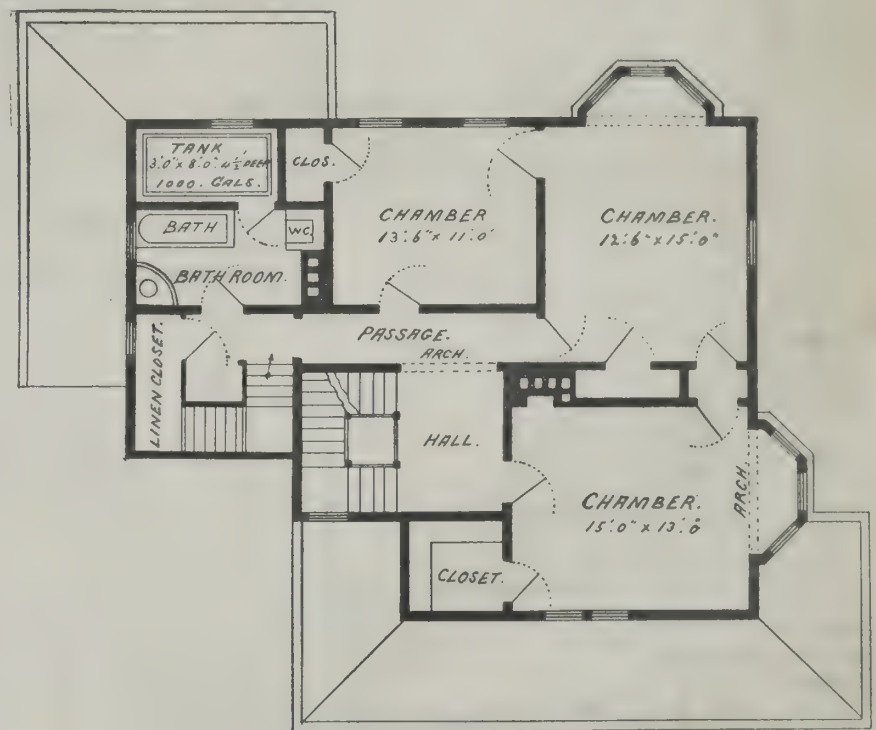 TANK
3'.0" x 8'.0" 4½ DEEP
1000. GALS.
CLOS.
CHAMBER
13'.6" x 11'.0"
CHAMBER.
12'.6" x 15'.0"
BATH
WC.
BATH ROOM.
PASSAGE.
ARCH.
LINEN CLOSET.
HALL.
CHAMBER.
15'.0" x 13'.0
ARCH.
CLOSET.